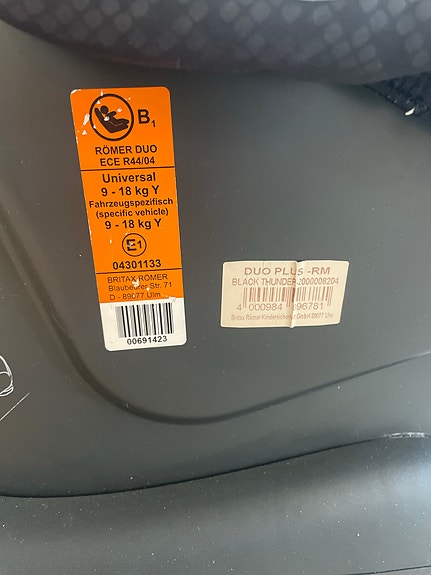 B1
RÖMER DUO
ECE R44/04
Universal
9 - 18 kg Y
Fahrzeugspezifisch
(specific vehicle)
9 - 18 kg Y
E1
04301133
BRITAX RÖMER
Blaubeurer Str. 71
D - 89077 Ulm
00691423
DUO PLUS -RM
BLACK THUNDER 2000008204
4 000984 96781
Britax Römer GmbH 89077 Ulm